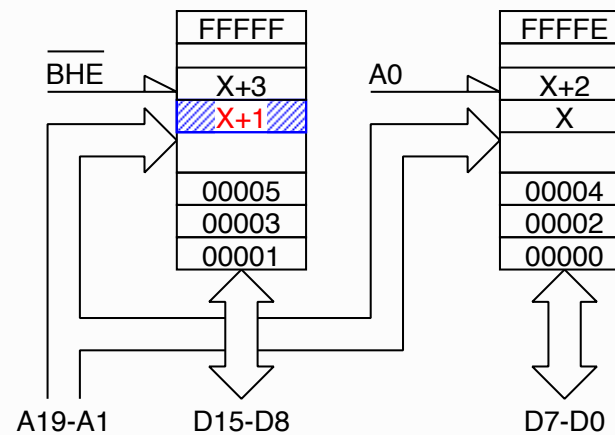 FFFFF
FFFFE
BHE
A0
X+3
X+2
X+1
X
00005
00004
00003
00002
00001
00000
A19-A1
D15-D8
D7-D0